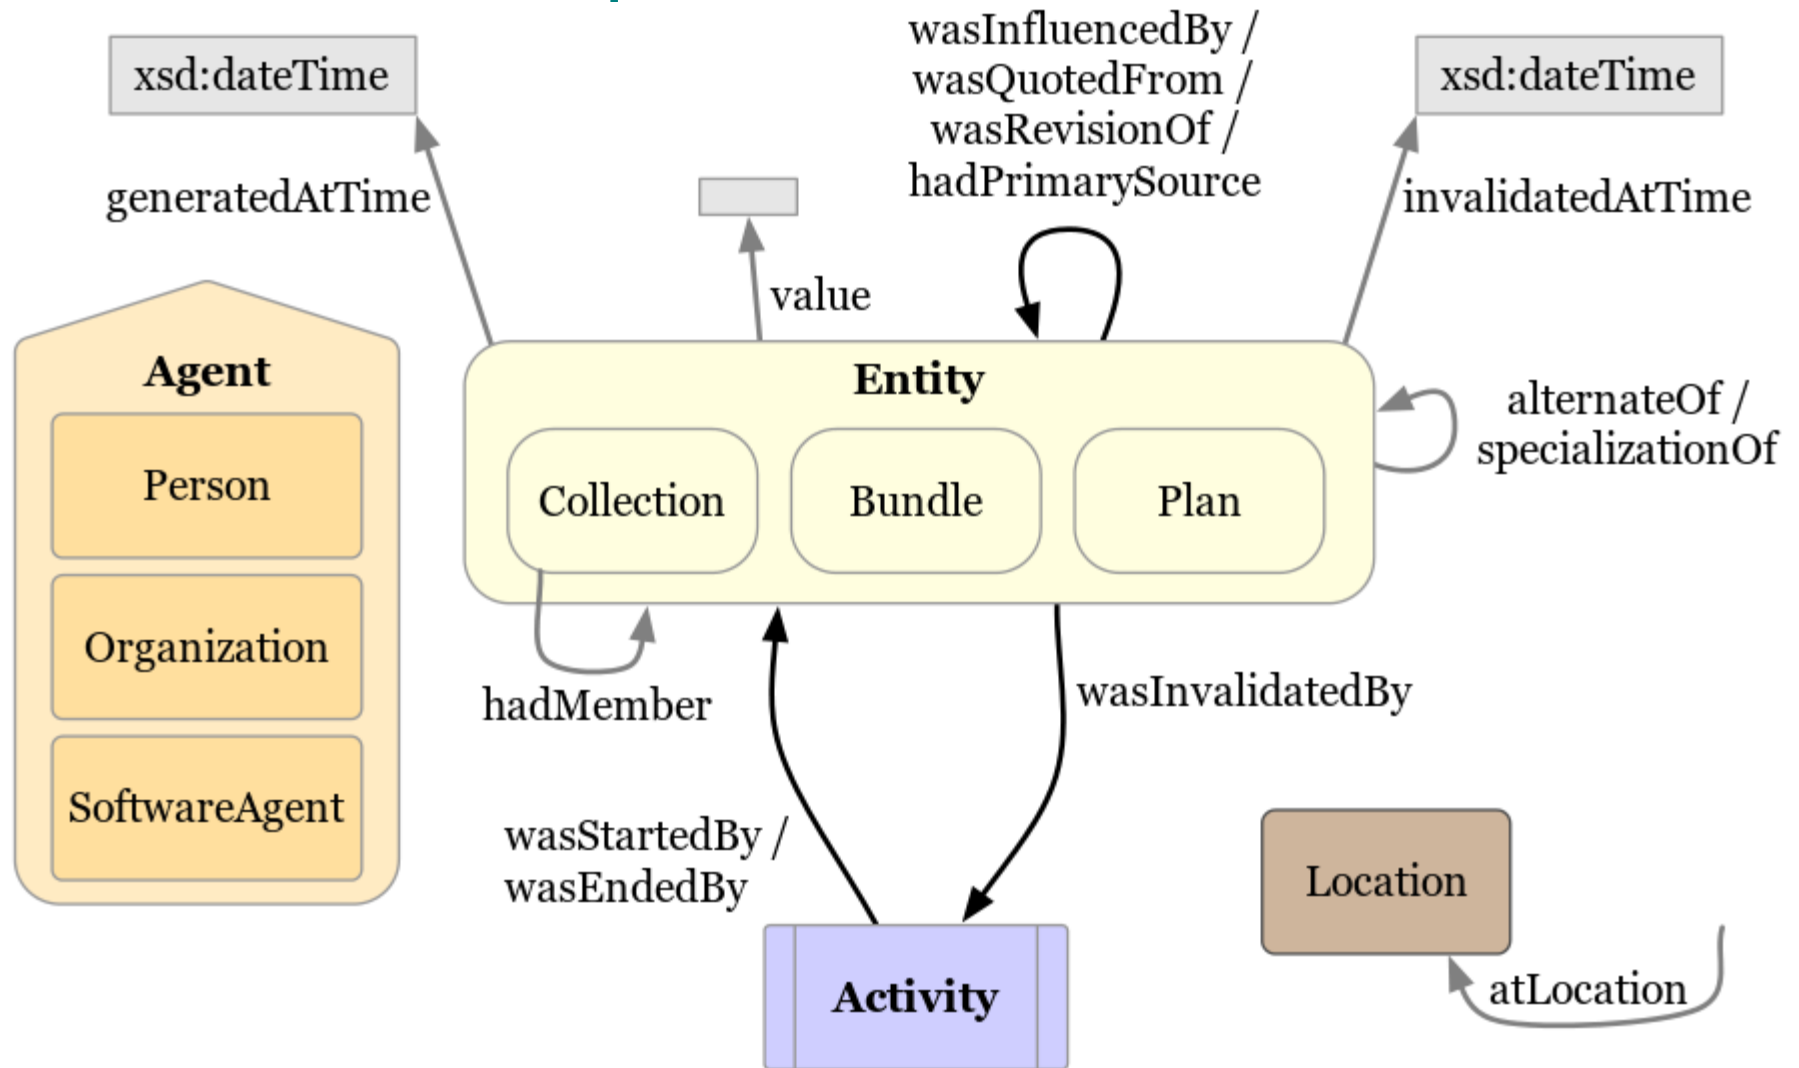 xsd:dateTime
wasInfluencedBy /
wasQuotedFrom /
wasRevisionOf /
hadPrimarySource
xsd:dateTime
generatedAtTime
invalidatedAtTime
value
Agent
Person
Organization
SoftwareAgent
Entity
Collection
Bundle
Plan
alternateOf /
specializationOf
hadMember
wasInvalidatedBy
wasStartedBy /
wasEndedBy
Activity
Location
atLocation